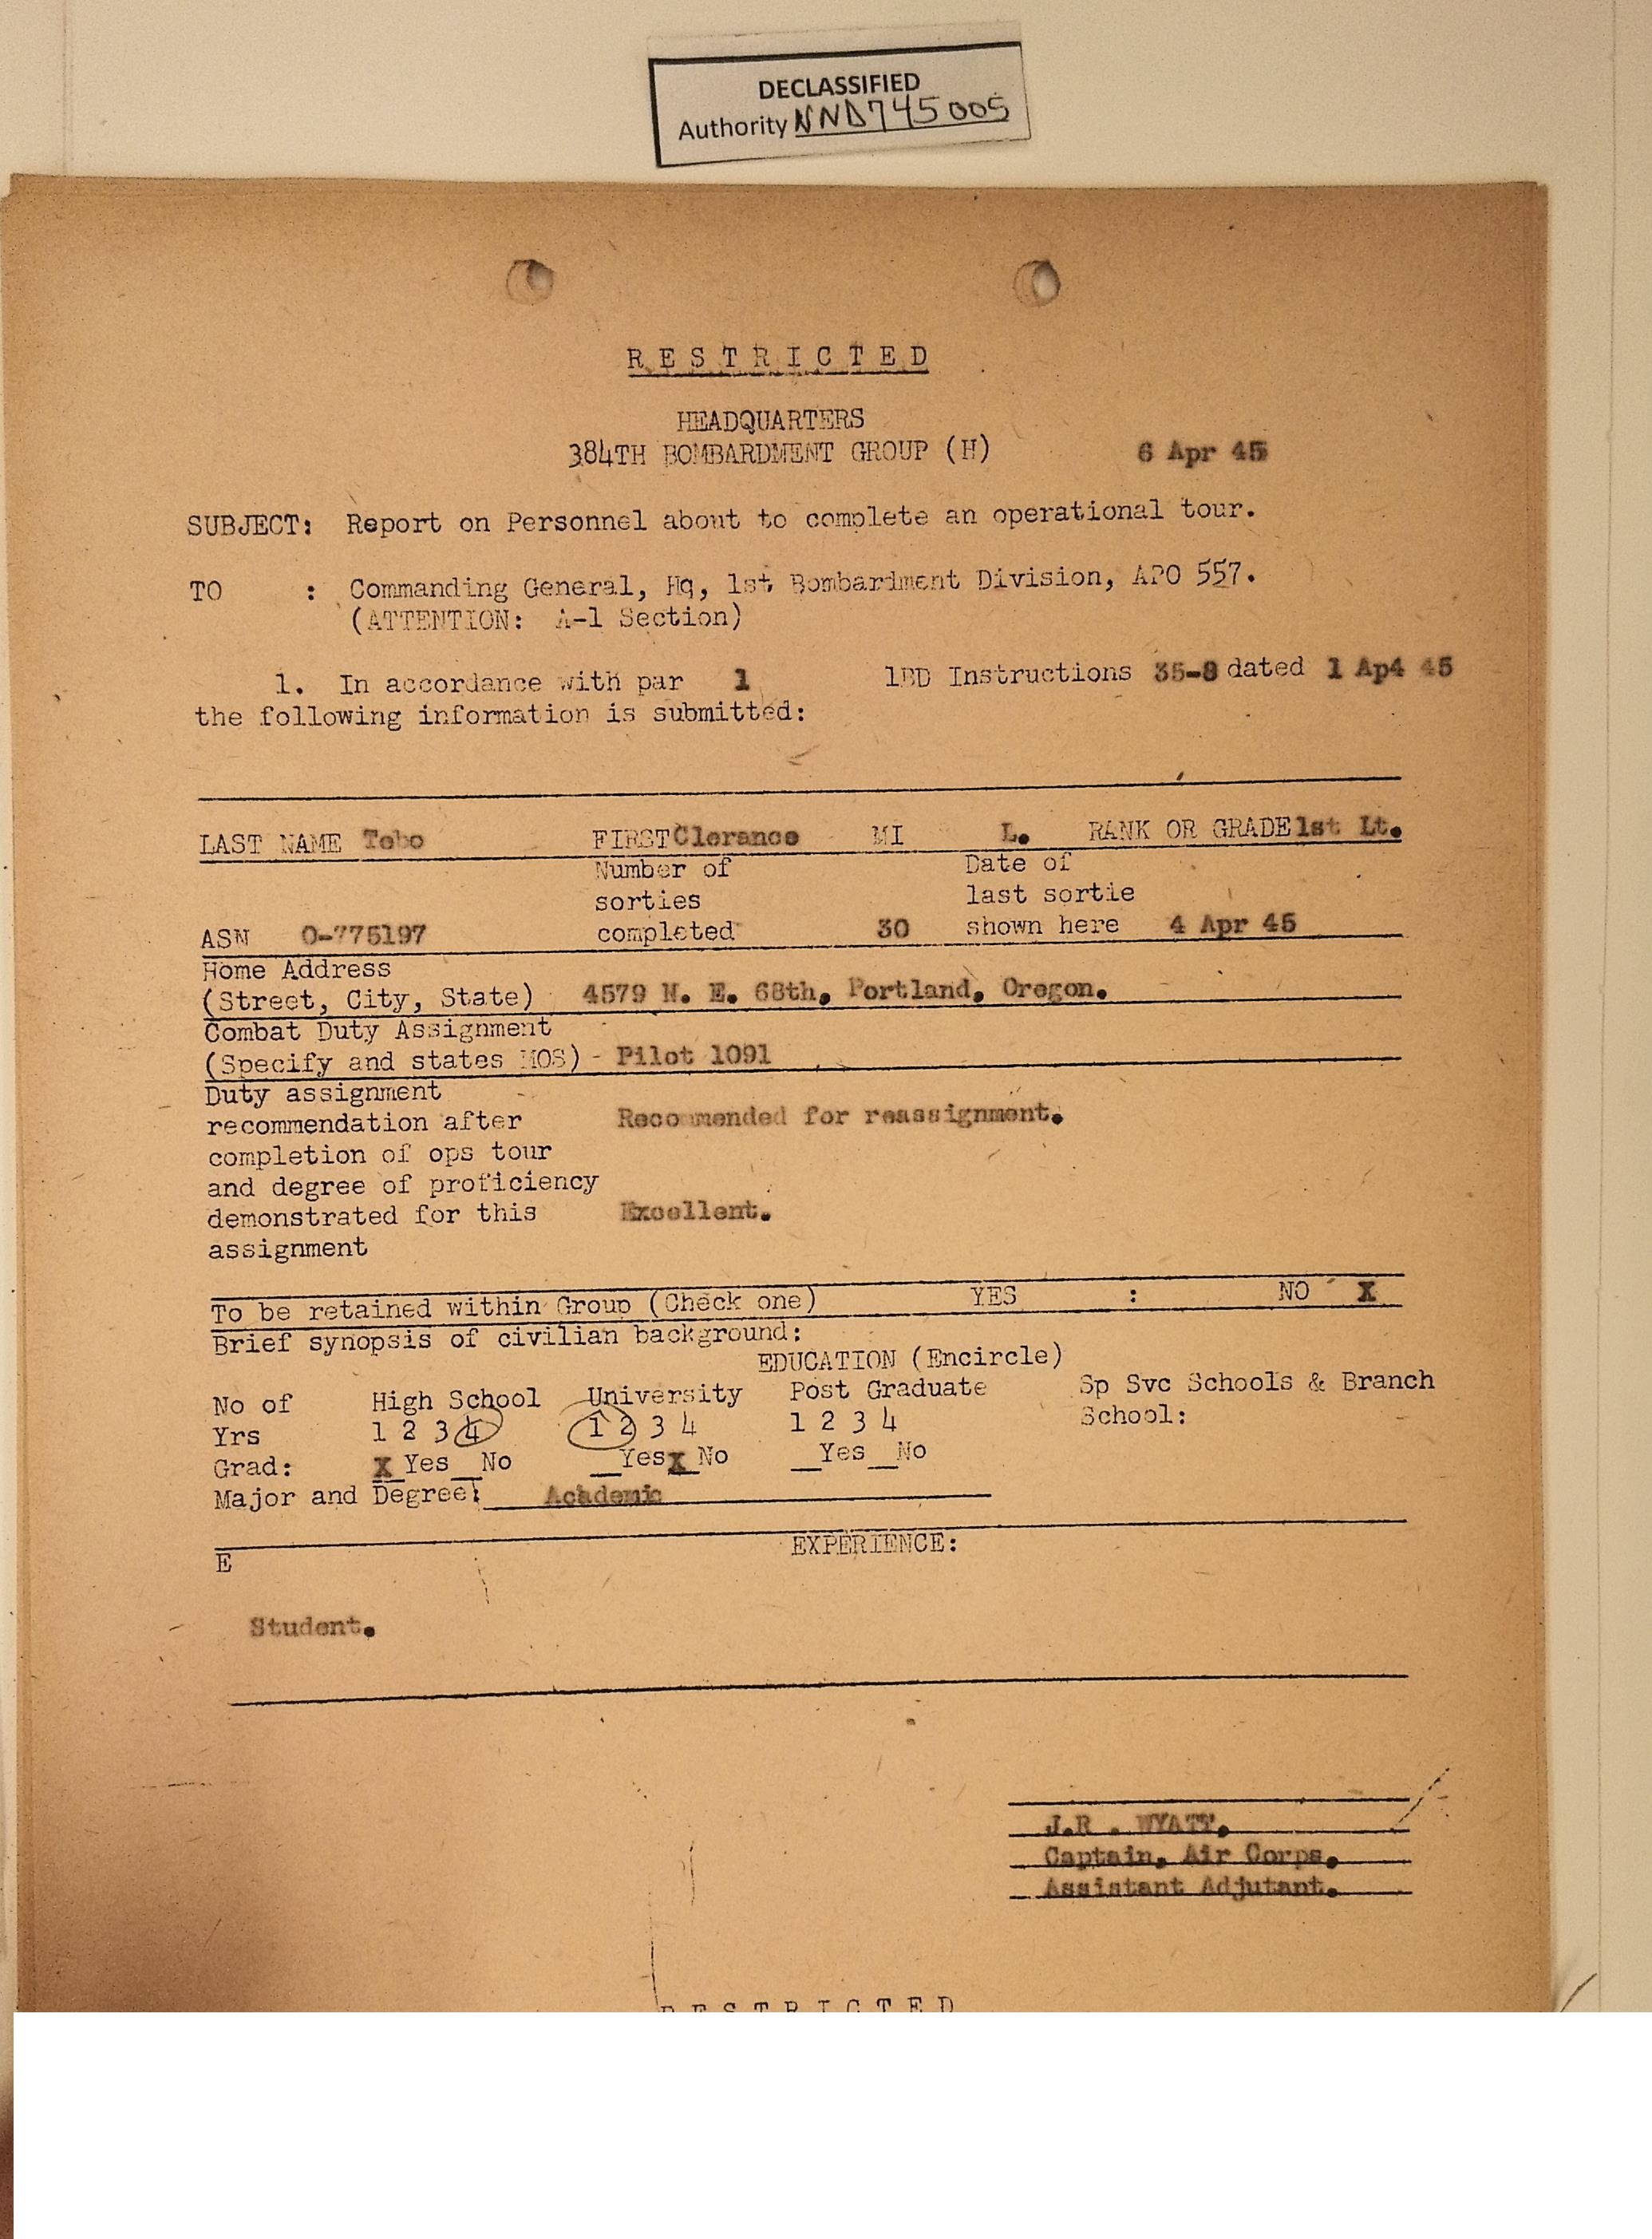 DECLASSIFIED
Authority NND745005
R E S T R I C T E D
HEADQUARTERS
384TH BOMBARDMENT GROUP (H) 6 Apr 45
SUBJECT: Report on Personnel about to complete an operational tour.
TO : Commanding General, Hq, 1st Bombardment Division, APO 557.
(ATTENTION: A-1 Section)
1. In accordance with par 1 1BD Instructions 35-8 dated 1 Ap4 45
the following information is submitted:
LAST NAME Tebo FIRST Clerance MI L. RANK OR GRADE 1st Lt.
Number of Date of
sorties last sortie
ASN O-775197 completed 30 shown here 4 Apr 45
Home Address
(Street, City, State) 4579 N. E. 68th, Portland, Oregon.
Combat Duty Assignment
(Specify and states MOS) - Pilot 1091
Duty assignment
recommendation after Recommended for reassignment.
completion of ops tour
and degree of proficiency
demonstrated for this Excellent.
assignment
To be retained within Group (Check one) YES : NO X
Brief synopsis of civilian background:
EDUCATION (Encircle)
No of High School University Post Graduate Sp Svc Schools & Branch
Yrs 1 2 3 4 1 2 3 4 1 2 3 4 School:
Grad: X Yes __No __Yes X No __Yes __No
Major and Degree: Academic
E EXPERIENCE:
Student.
J.R . WYATT,
Captain, Air Corps,
Assistant Adjutant.
R E S T R I C T E D